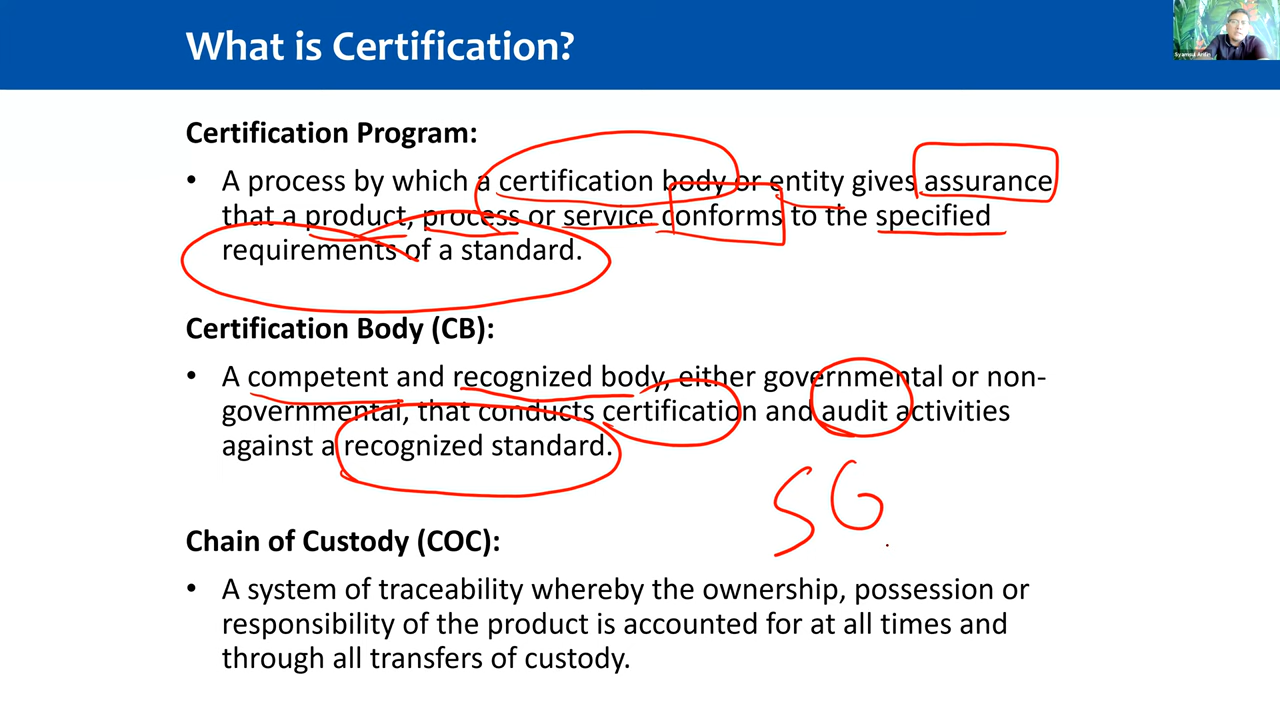 What is Certification?
Syamsul Arifin
Certification Program:
• A process by which a certification body or entity gives assurance
that a product, process or service conforms to the specified
requirements of a standard.
Certification Body (CB):
• A competent and recognized body, either governmental or non-
governmental, that conducts certification and audit activities
against a recognized standard.
SG
Chain of Custody (COC):
• A system of traceability whereby the ownership, possession or
responsibility of the product is accounted for at all times and
through all transfers of custody.